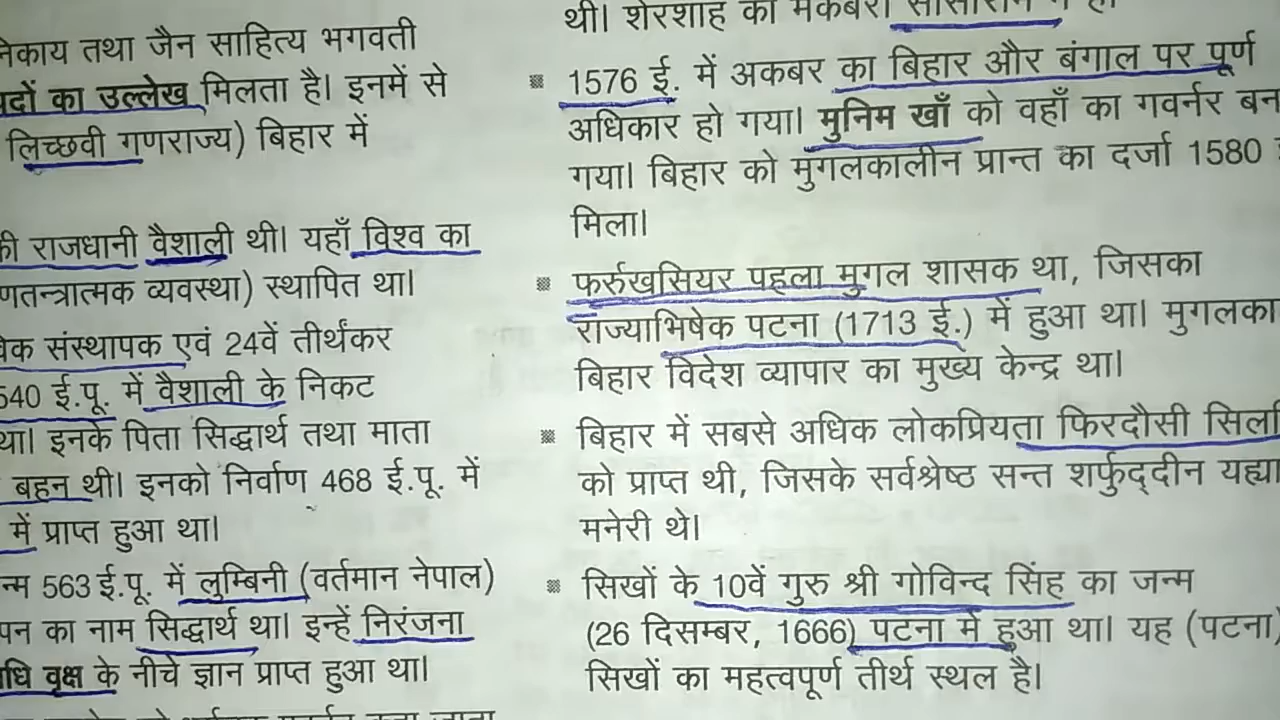 निकाय तथा जैन साहित्य भगवती
पदों का उल्लेख मिलता है। इनमें से
लिच्छवी गणराज्य) बिहार में
की राजधानी वैशाली थी। यहाँ विश्व का
णतन्त्रात्मक व्यवस्था) स्थापित था।
संस्थापक एवं 24वें तीर्थंकर
540 ई.पू. में वैशाली के निकट
था। इनके पिता सिद्धार्थ तथा माता
बहन थी। इनको निर्वाण 468 ई.पू. में
में प्राप्त हुआ था।
न्म 563 ई.पू. में लुम्बिनी (वर्तमान नेपाल)
पन का नाम सिद्धार्थ था। इन्हें निरंजना
धि वृक्ष के नीचे ज्ञान प्राप्त हुआ था।
थी। शेरशाह का मकबरा सासाराम में
1576 ई. में अकबर का बिहार और बंगाल पर पूर्ण
अधिकार हो गया। मुनिम खाँ को वहाँ का गवर्नर बन
गया। बिहार को मुगलकालीन प्रान्त का दर्जा 1580
मिला।
फर्रुखसियर पहला मुगल शासक था, जिसका
राज्याभिषेक पटना (1713 ई.) में हुआ था। मुगलका
बिहार विदेश व्यापार का मुख्य केन्द्र था।
बिहार में सबसे अधिक लोकप्रियता फिरदौसी सिल
को प्राप्त थी, जिसके सर्वश्रेष्ठ सन्त शर्फुद्दीन यह्या
मनेरी थे।
सिखों के 10वें गुरु श्री गोविन्द सिंह का जन्म
(26 दिसम्बर, 1666) पटना में हुआ था। यह (पटना)
सिखों का महत्वपूर्ण तीर्थ स्थल है।